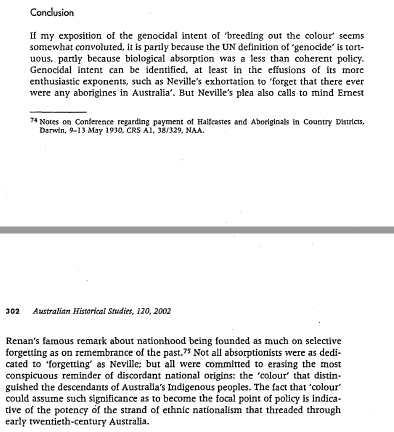 Conclusion
If my exposition of the genocidal intent of 'breeding out the colour' seems
somewhat convoluted, it is partly because the UN definition of 'genocide' is tort-
uous, partly because biological absorption was a less than coherent policy.
Genocidal intent can be identified, at least in the effusions of its more
enthusiastic exponents, such as Neville's exhortation to 'forget that there ever
were any aborigines in Australia'. But Neville's plea also calls to mind Ernest
74 Notes on Conference regarding payment of Halfcastes and Aboriginals in Country Districts,
Darwin, 9–13 May 1930, CRS A1, 38/329, NAA.
302 Australian Historical Studies, 120, 2002
Renan's famous remark about nationhood being founded as much on selective
forgetting as on remembrance of the past.75 Not all absorptionists were as dedi-
cated to 'forgetting' as Neville; but all were committed to erasing the most
conspicuous reminder of discordant national origins: the 'colour' that distin-
guished the descendants of Australia's Indigenous peoples. The fact that 'colour'
could assume such significance as to become the focal point of policy is indica-
tive of the potency of the strand of ethnic nationalism that threaded through
early twentieth-century Australia.